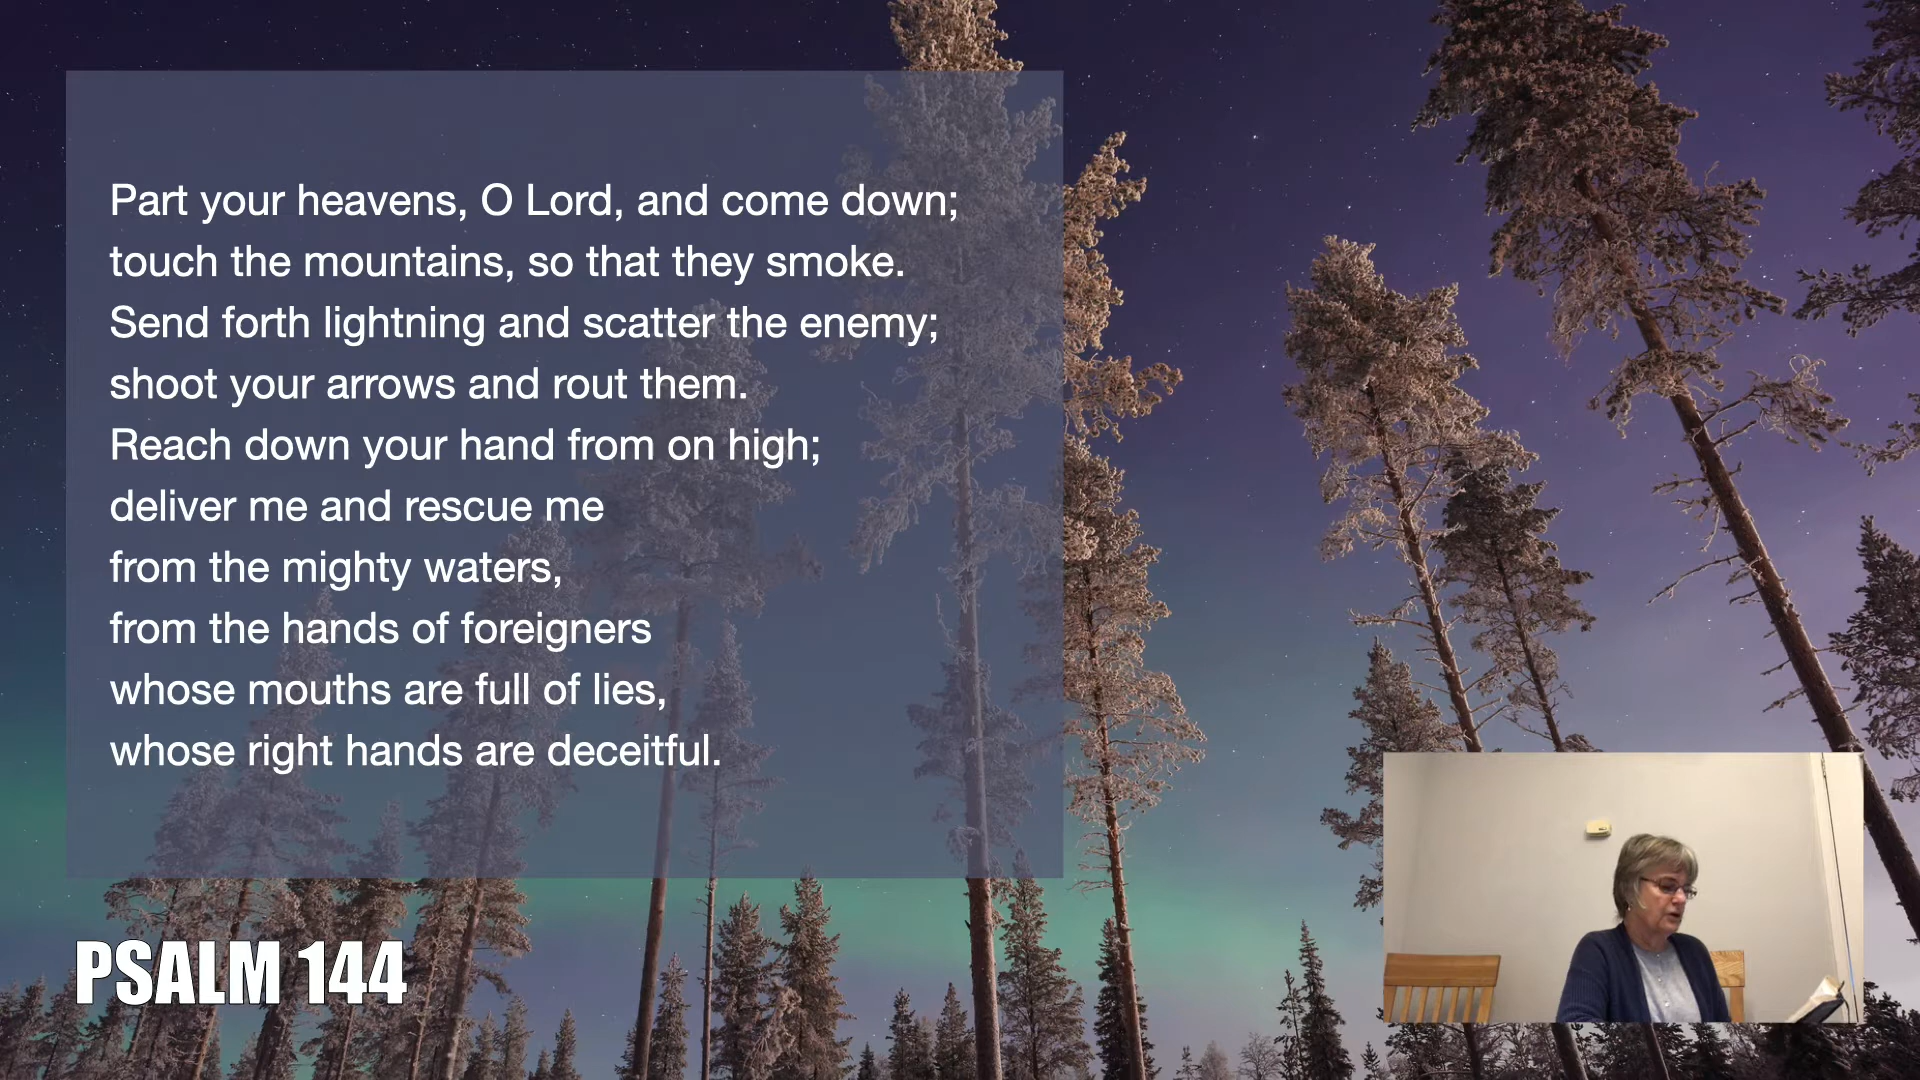 Part your heavens, O Lord, and come down;
touch the mountains, so that they smoke.
Send forth lightning and scatter the enemy;
shoot your arrows and rout them.
Reach down your hand from on high;
deliver me and rescue me
from the mighty waters,
from the hands of foreigners
whose mouths are full of lies,
whose right hands are deceitful.
PSALM 144